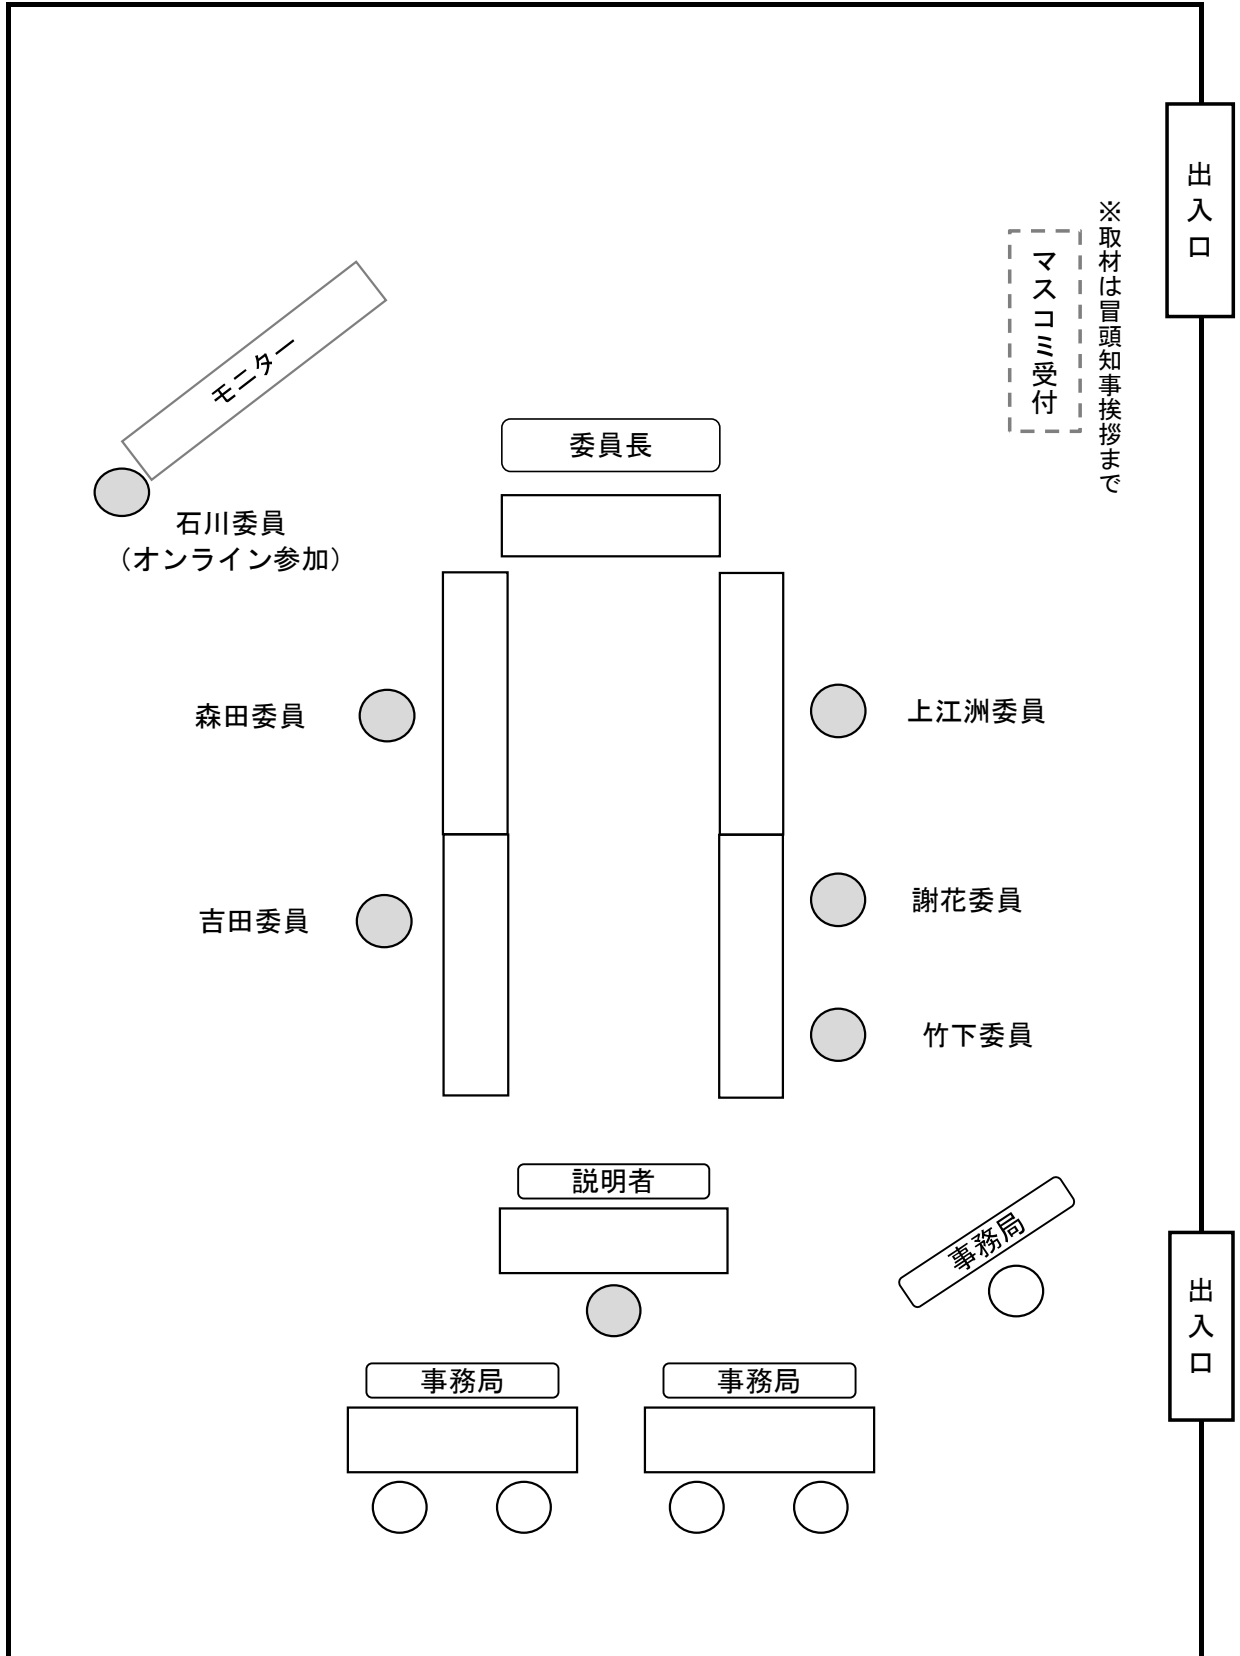 出入口
※取材は冒頭知事挨拶まで
マスコミ受付
モニター
委員長
石川委員
（オンライン参加）
森田委員
上江洲委員
吉田委員
謝花委員
竹下委員
説明者
事務局
出入口
事務局
事務局